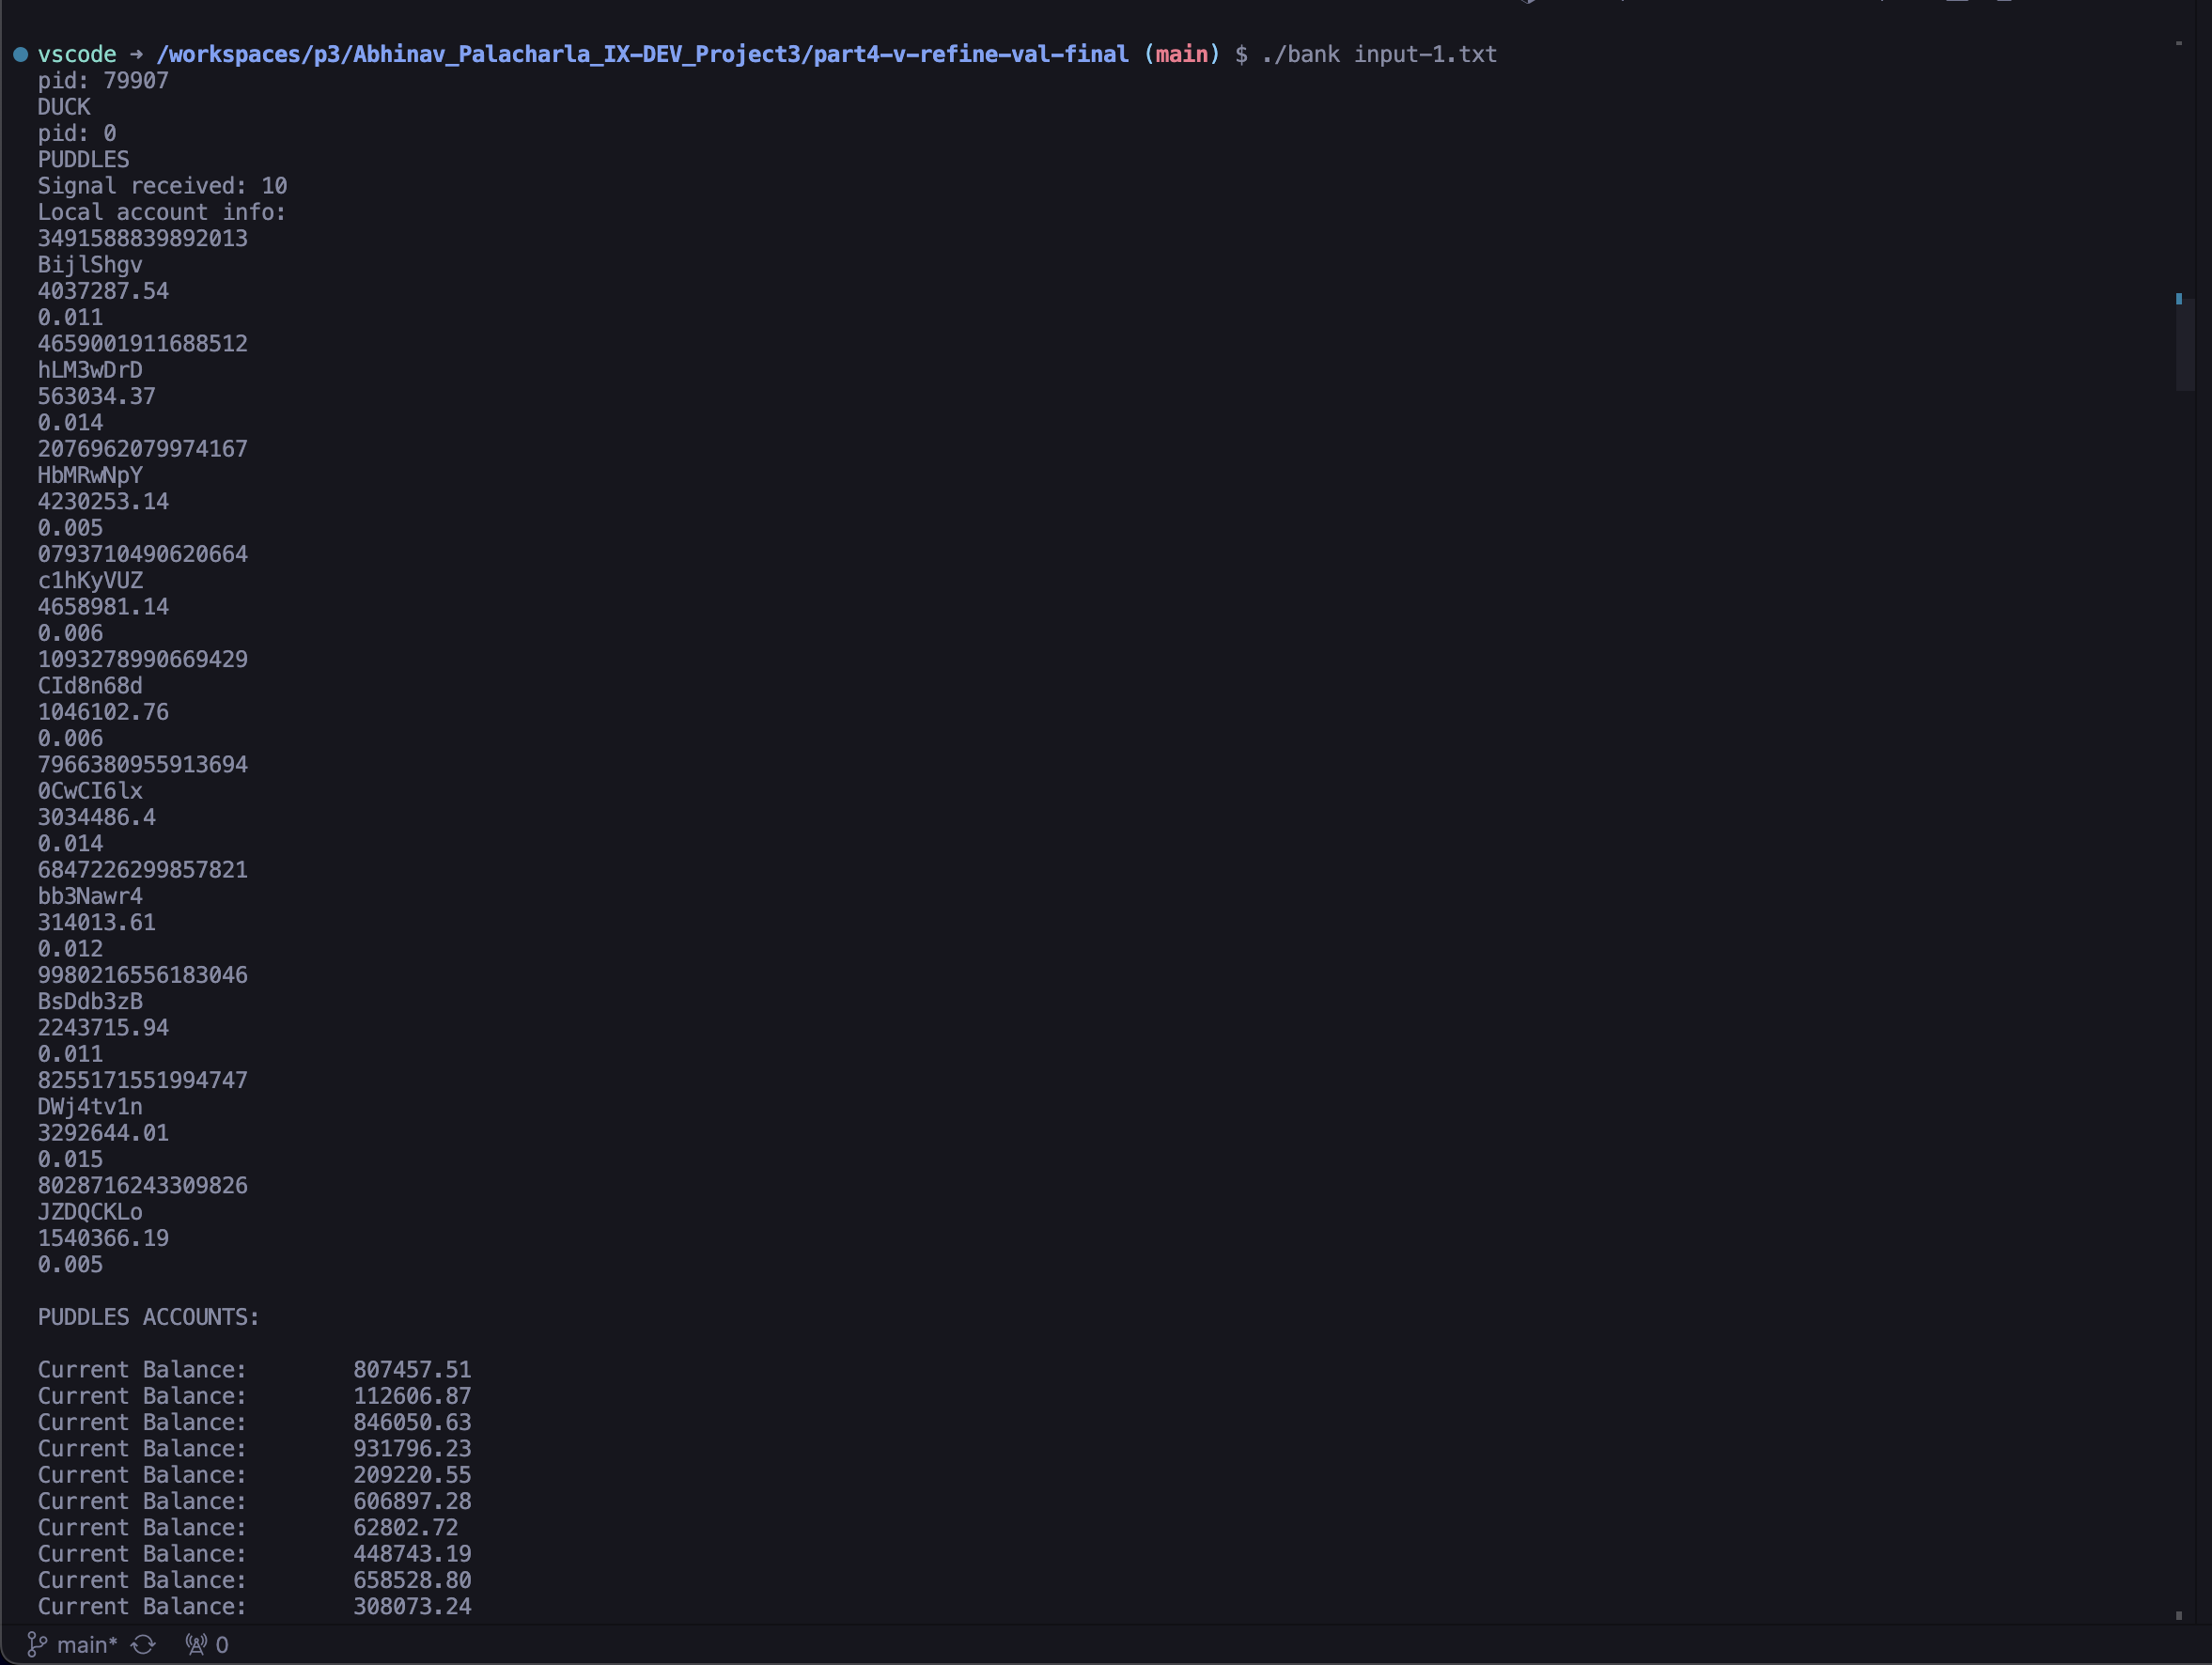 vscode ➜ /workspaces/p3/Abhinav_Palacharla_IX-DEV_Project3/part4-v-refine-val-final (main) $ ./bank input-1.txt
pid: 79907
DUCK
pid: 0
PUDDLES
Signal received: 10
Local account info:
3491588839892013
BijlShgv
4037287.54
0.011
4659001911688512
hLM3wDrD
563034.37
0.014
2076962079974167
HbMRwNpY
4230253.14
0.005
0793710490620664
c1hKyVUZ
4658981.14
0.006
1093278990669429
CId8n68d
1046102.76
0.006
7966380955913694
0CwCI6lx
3034486.4
0.014
6847226299857821
bb3Nawr4
314013.61
0.012
9980216556183046
BsDdb3zB
2243715.94
0.011
8255171551994747
DWj4tv1n
3292644.01
0.015
8028716243309826
JZDQCKLo
1540366.19
0.005
PUDDLES ACCOUNTS:
Current Balance: 807457.51
Current Balance: 112606.87
Current Balance: 846050.63
Current Balance: 931796.23
Current Balance: 209220.55
Current Balance: 606897.28
Current Balance: 62802.72
Current Balance: 448743.19
Current Balance: 658528.80
Current Balance: 308073.24
main* 0